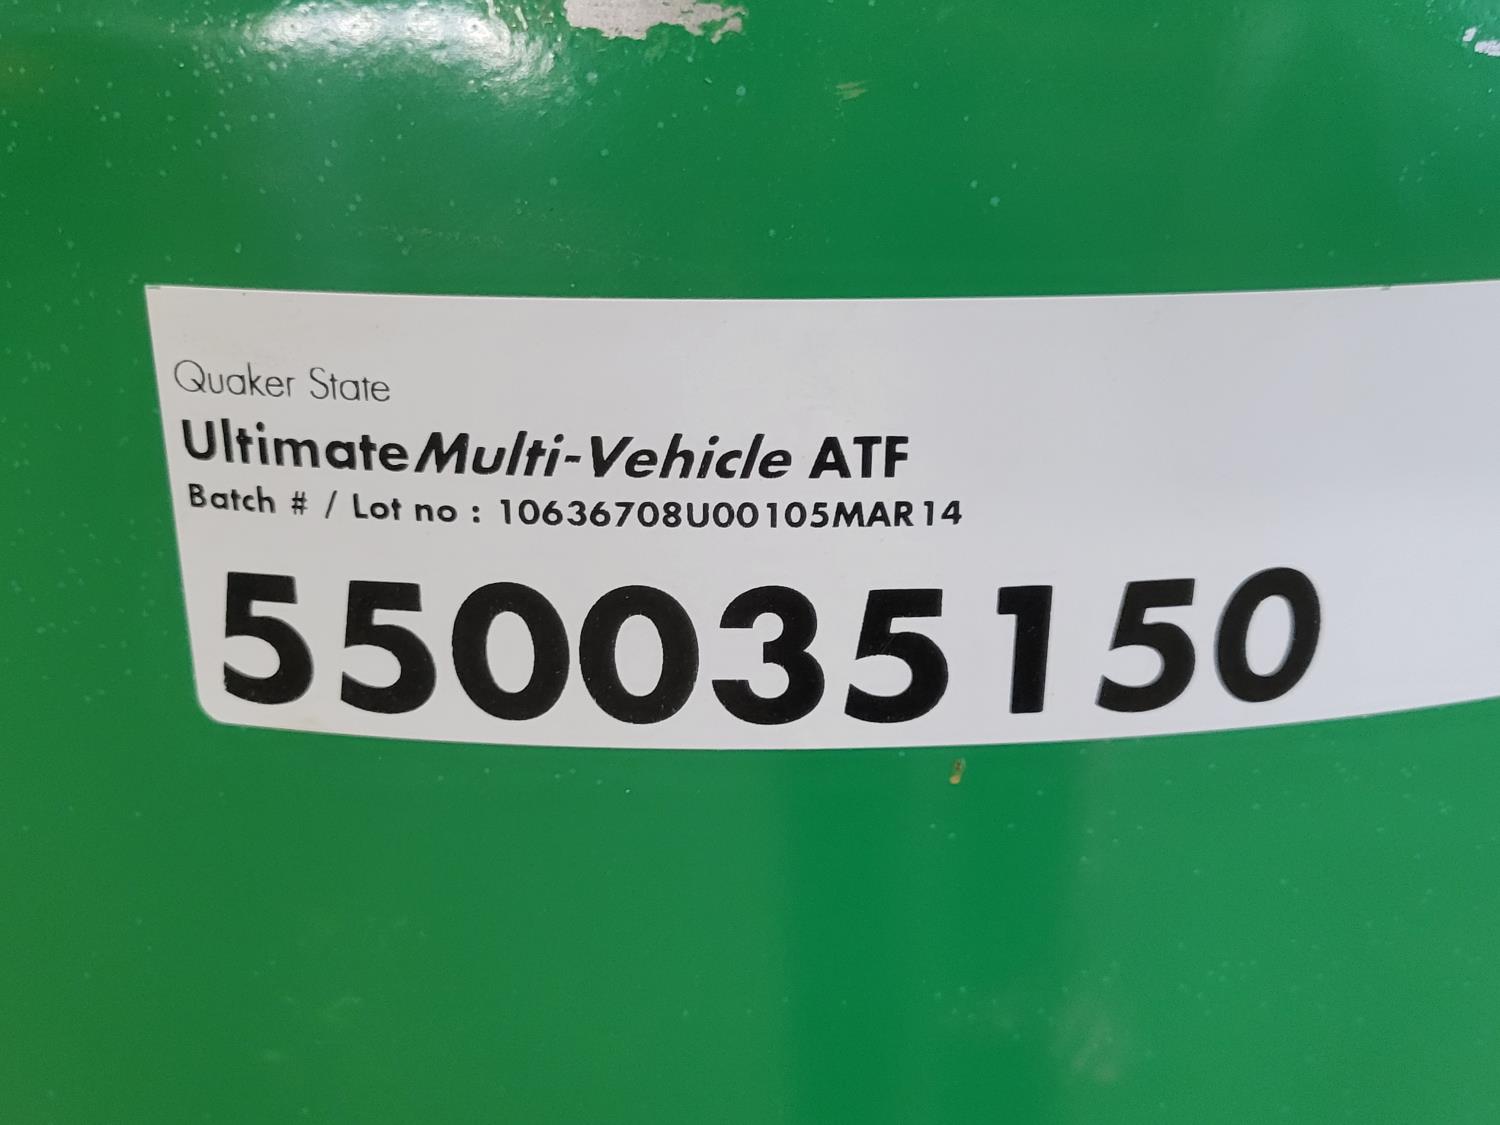 Quaker State
Ultimate Multi-Vehicle ATF
Batch # / Lot no : 10636708U00105MAR14
550035150